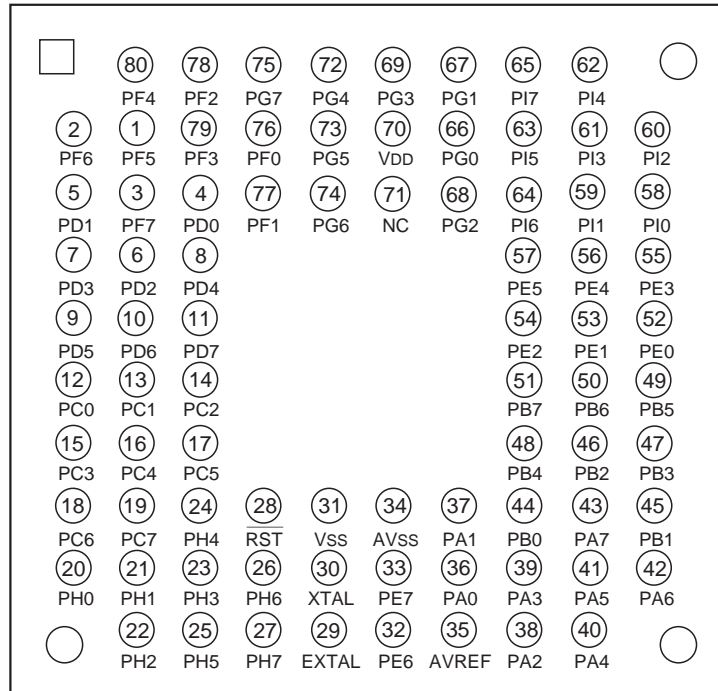 80 78 75 72 69 67 65 62
PF4 PF2 PG7 PG4 PG3 PG1 PI7 PI4
2 1 79 76 73 70 66 63 61 60
PF6 PF5 PF3 PF0 PG5 VDD PG0 PI5 PI3 PI2
5 3 4 77 74 71 68 64 59 58
PD1 PF7 PD0 PF1 PG6 NC PG2 PI6 PI1 PI0
7 6 8 57 56 55
PD3 PD2 PD4 PE5 PE4 PE3
9 10 11 54 53 52
PD5 PD6 PD7 PE2 PE1 PE0
12 13 14 51 50 49
PC0 PC1 PC2 PB7 PB6 PB5
15 16 17 48 46 47
PC3 PC4 PC5 PB4 PB2 PB3
18 19 24 28 31 34 37 44 43 45
PC6 PC7 PH4 RST VSS AVSS PA1 PB0 PA7 PB1
20 21 23 26 30 33 36 39 41 42
PH0 PH1 PH3 PH6 XTAL PE7 PA0 PA3 PA5 PA6
22 25 27 29 32 35 38 40
PH2 PH5 PH7 EXTAL PE6 AVREF PA2 PA4